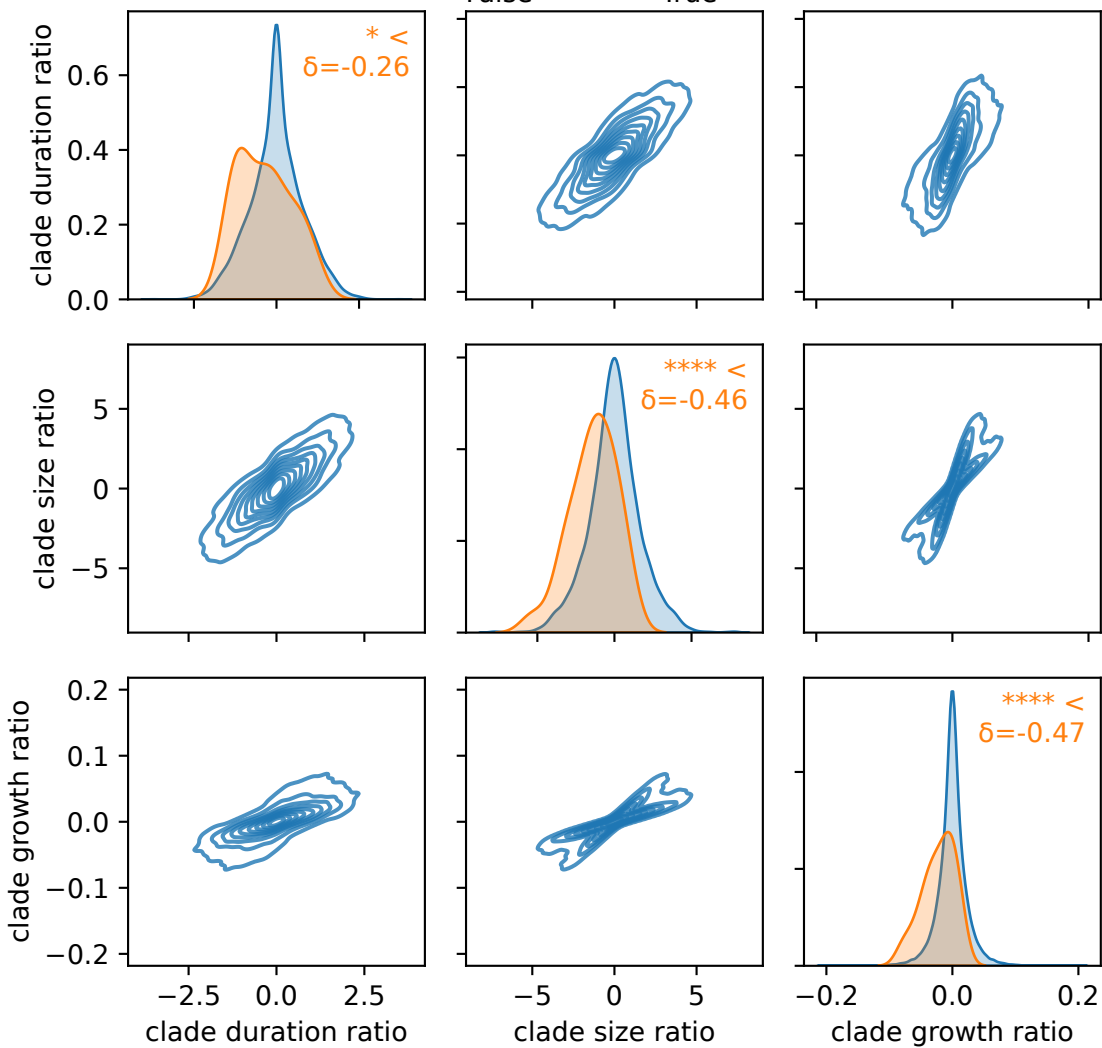 False True
clade duration ratio
0.6
0.4
0.2
0.0
* <
δ=-0.26
clade size ratio
5
0
−5
**** <
δ=-0.46
clade growth ratio
0.2
0.1
0.0
−0.1
−0.2
**** <
δ=-0.47
−2.5 0.0 2.5
−5 0 5
−0.2 0.0 0.2
clade duration ratio
clade size ratio
clade growth ratio